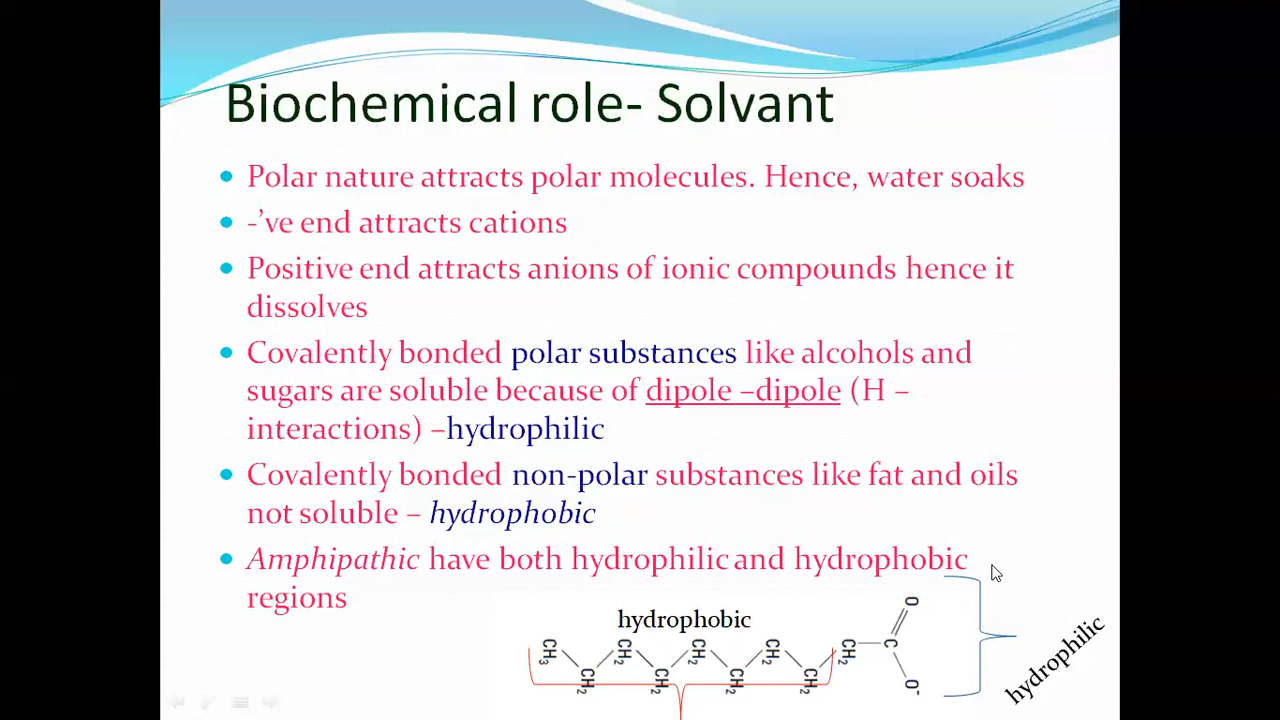 Biochemical role- Solvant
Polar nature attracts polar molecules. Hence, water soaks
-'ve end attracts cations
Positive end attracts anions of ionic compounds hence it
dissolves
Covalently bonded polar substances like alcohols and
sugars are soluble because of dipole –dipole (H –
interactions) –hydrophilic
Covalently bonded non-polar substances like fat and oils
not soluble – hydrophobic
Amphipathic have both hydrophilic and hydrophobic
regions
hydrophobic
O
CH3 CH2 CH2 CH2 CH2 C
CH2 CH2 CH2 CH2
O-
hydrophilic